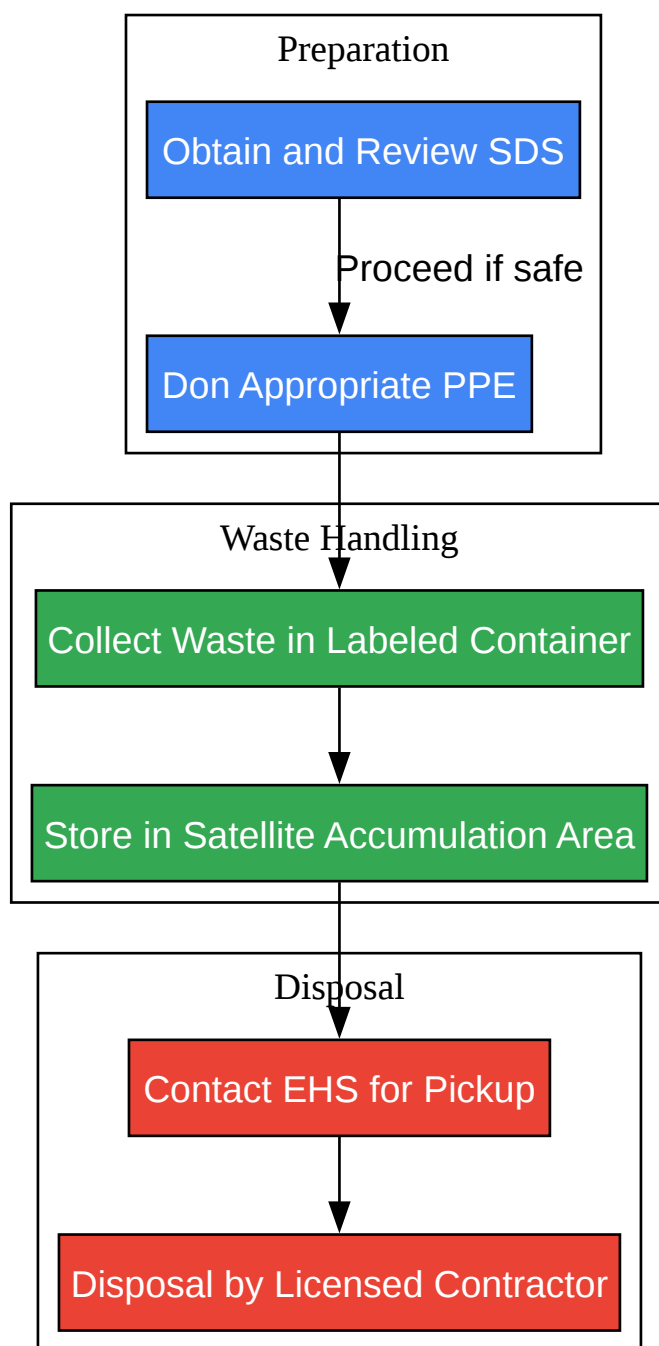 Preparation
Obtain and Review SDS
Proceed if safe
Don Appropriate PPE
Waste Handling
Collect Waste in Labeled Container
Store in Satellite Accumulation Area
Disposal
Contact EHS for Pickup
Disposal by Licensed Contractor